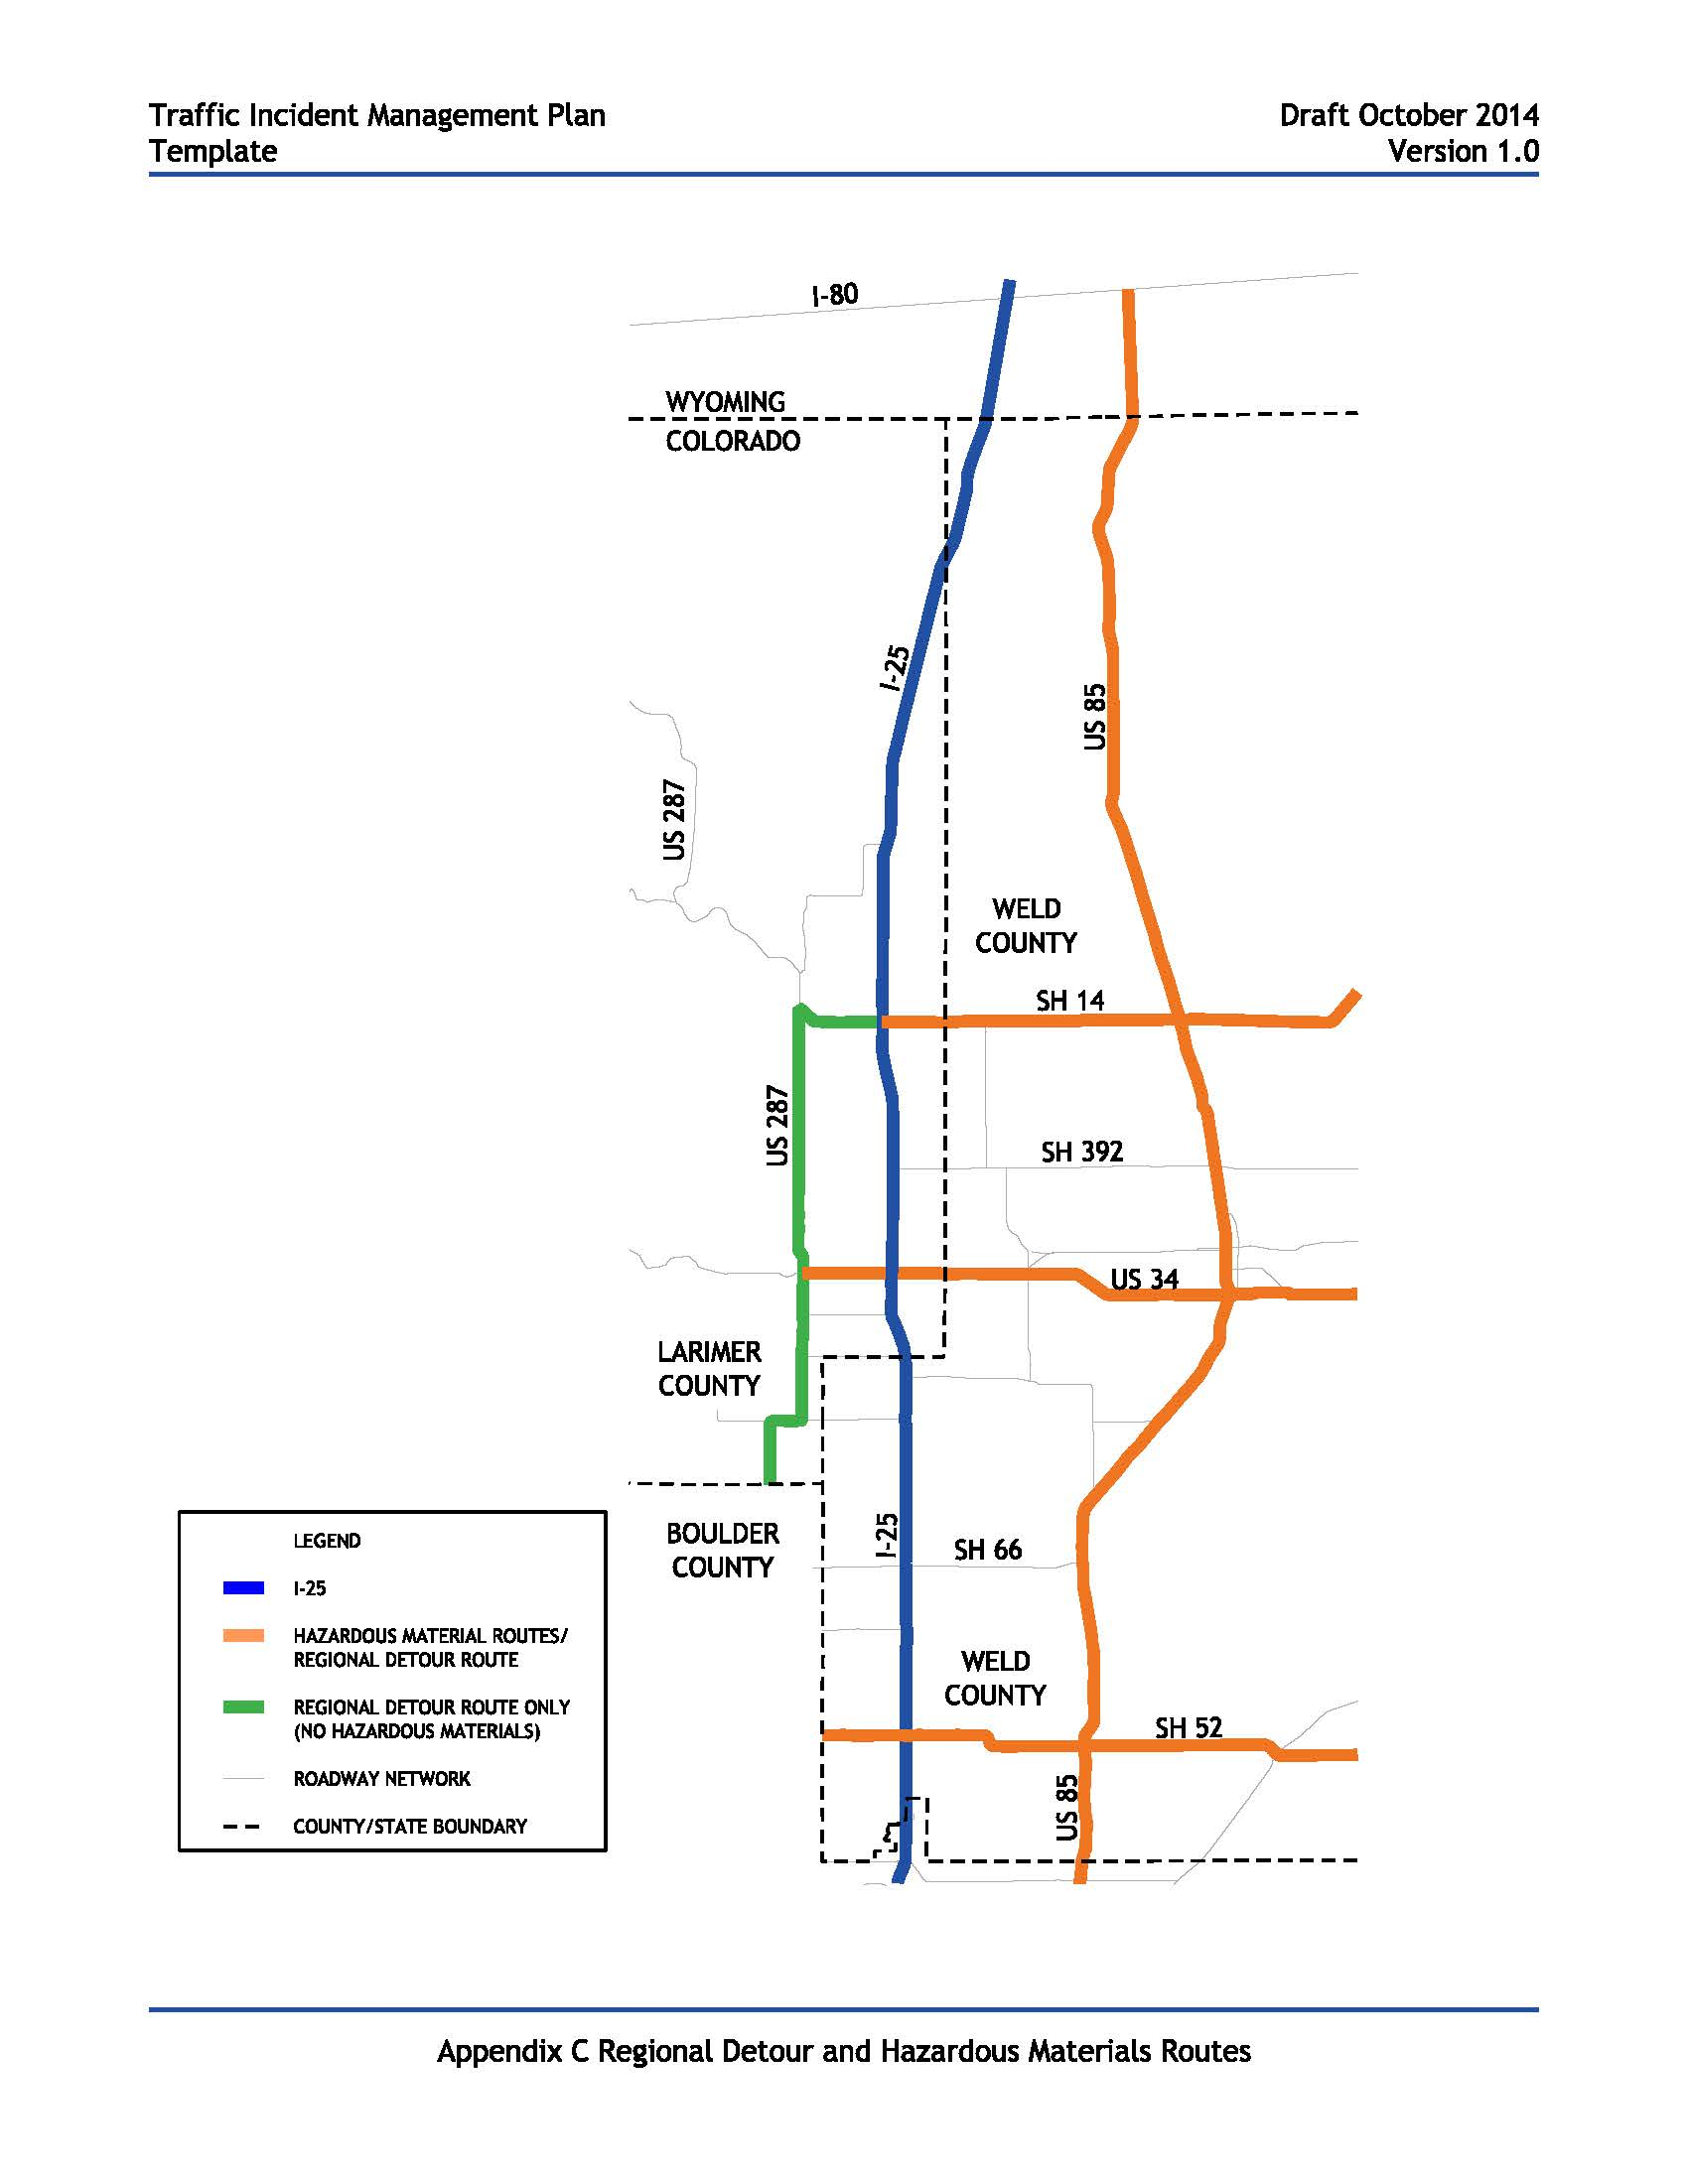 Traffic Incident Management Plan
Template
Draft October 2014
Version 1.0
I-80
WYOMING
COLORADO
I-25
US 85
US 287
WELD
COUNTY
SH 14
US 287
SH 392
US 34
LARIMER
COUNTY
I-25
BOULDER
COUNTY
SH 66
WELD
COUNTY
SH 52
US 85
LEGEND
I-25
HAZARDOUS MATERIAL ROUTES/
REGIONAL DETOUR ROUTE
REGIONAL DETOUR ROUTE ONLY
(NO HAZARDOUS MATERIALS)
ROADWAY NETWORK
COUNTY/STATE BOUNDARY
Appendix C Regional Detour and Hazardous Materials Routes